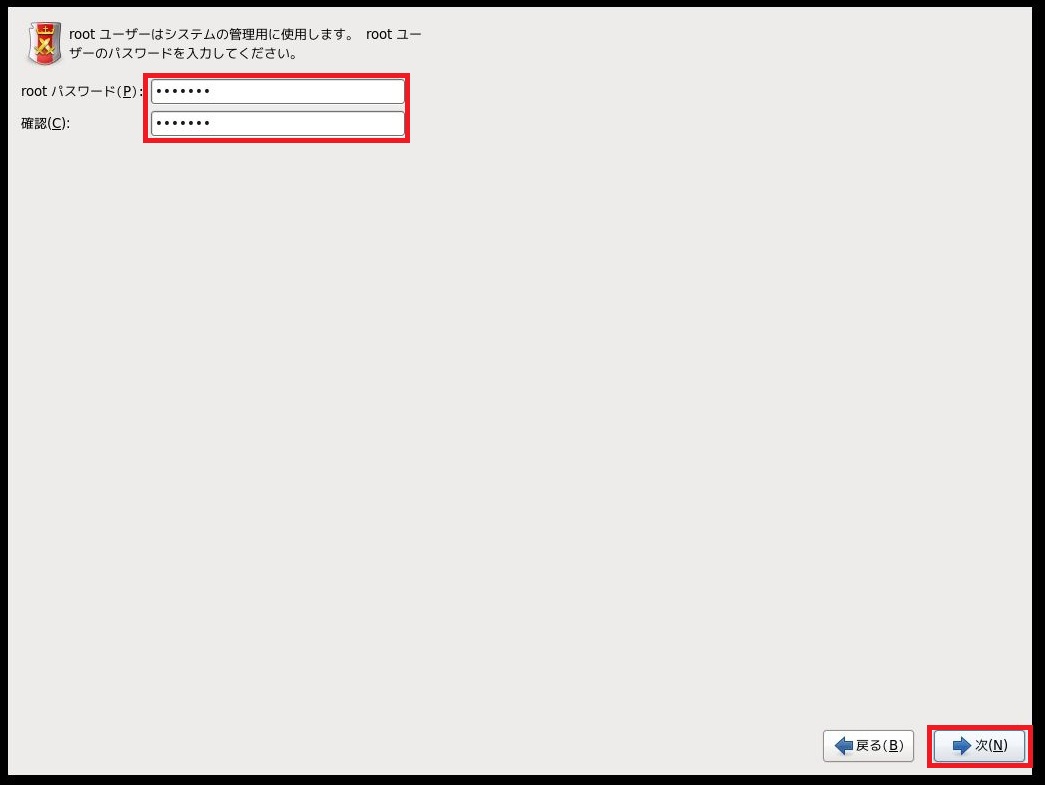 root ユーザーはシステムの管理用に使用します。 root ユー
ザーのパスワードを入力してください。
root パスワード(P): •••••••
確認(C): •••••••
戻る(B) 次(N)